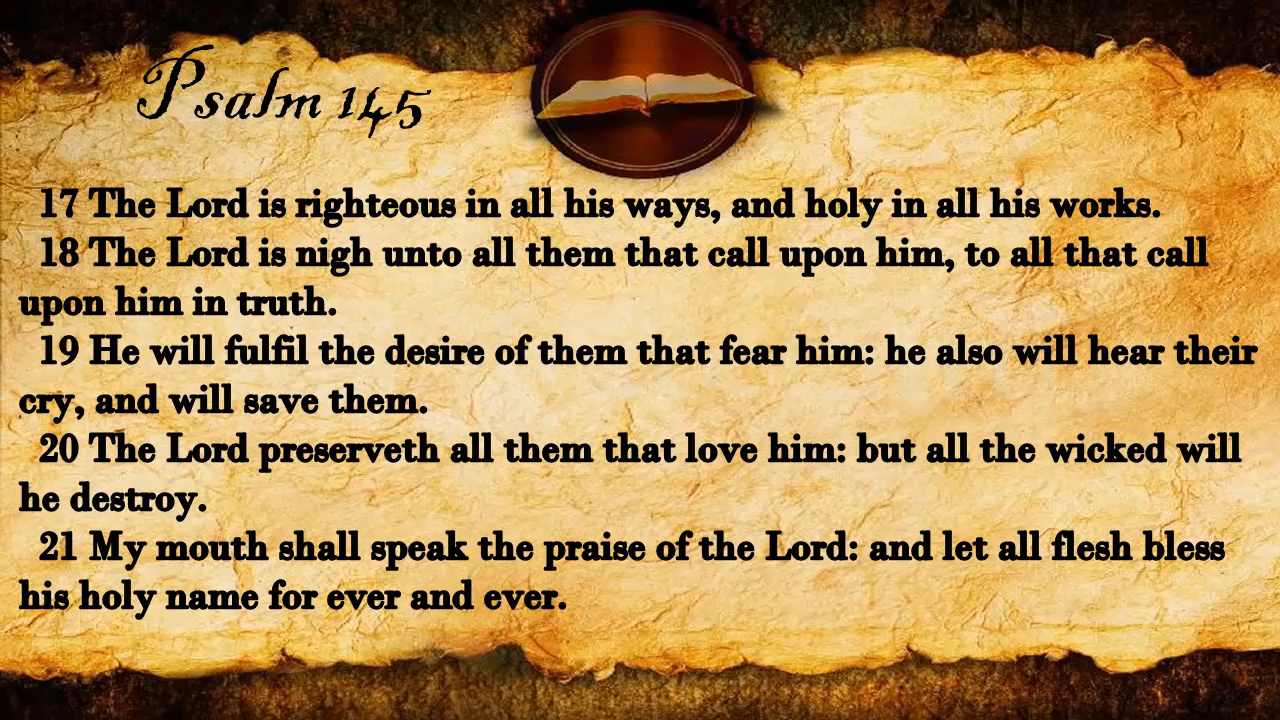 Psalm 145
17 The Lord is righteous in all his ways, and holy in all his works.
18 The Lord is nigh unto all them that call upon him, to all that call
upon him in truth.
19 He will fulfil the desire of them that fear him: he also will hear their
cry, and will save them.
20 The Lord preserveth all them that love him: but all the wicked will
he destroy.
21 My mouth shall speak the praise of the Lord: and let all flesh bless
his holy name for ever and ever.